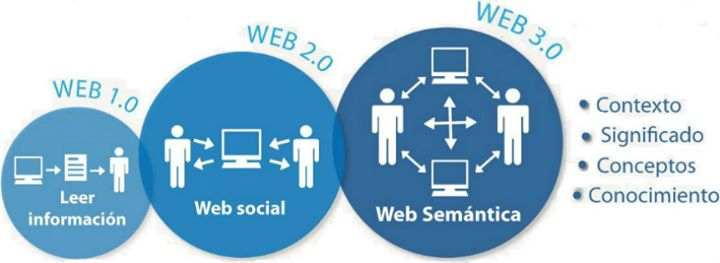 WEB 1.0
Leer
información
WEB 2.0
Web social
WEB 3.0
Web Semántica
• Contexto
• Significado
• Conceptos
• Conocimiento